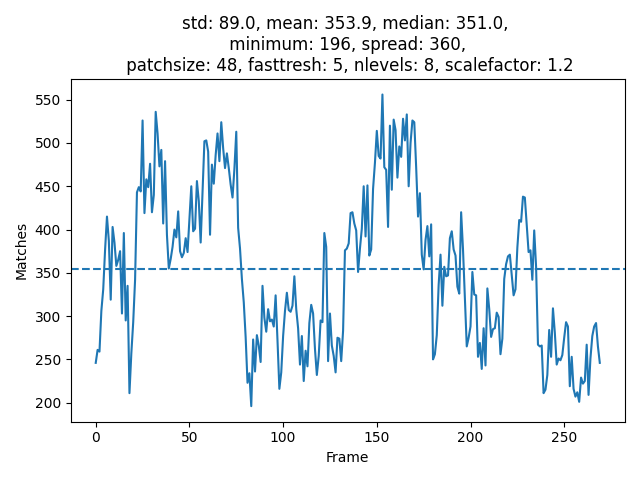 std: 89.0, mean: 353.9, median: 351.0,
minimum: 196, spread: 360,
patchsize: 48, fasttresh: 5, nlevels: 8, scalefactor: 1.2
Matches
550
500
450
400
350
300
250
200
0 50 100 150 200 250
Frame